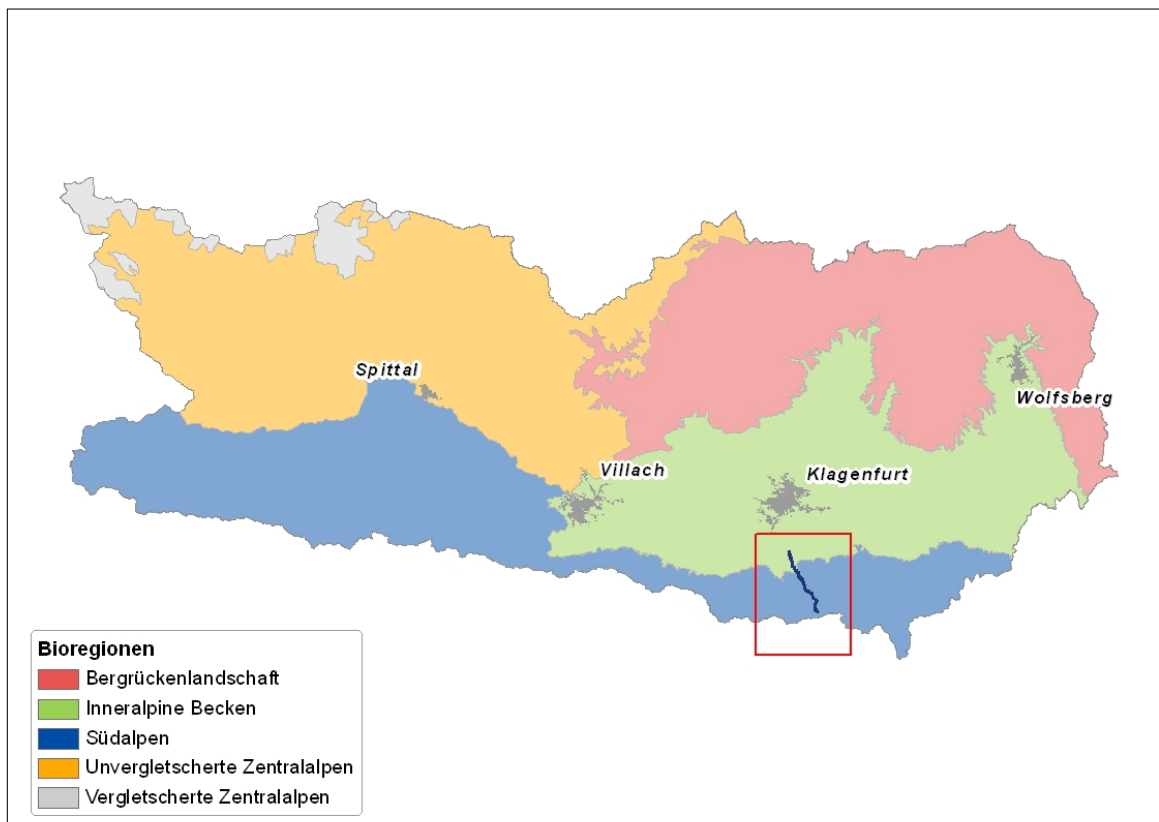 Spittal
Wolfsberg
Villach
Klagenfurt
Bioregionen
Bergrückenlandschaft
Inneralpine Becken
Südalpen
Unvergletscherte Zentralalpen
Vergletscherte Zentralalpen